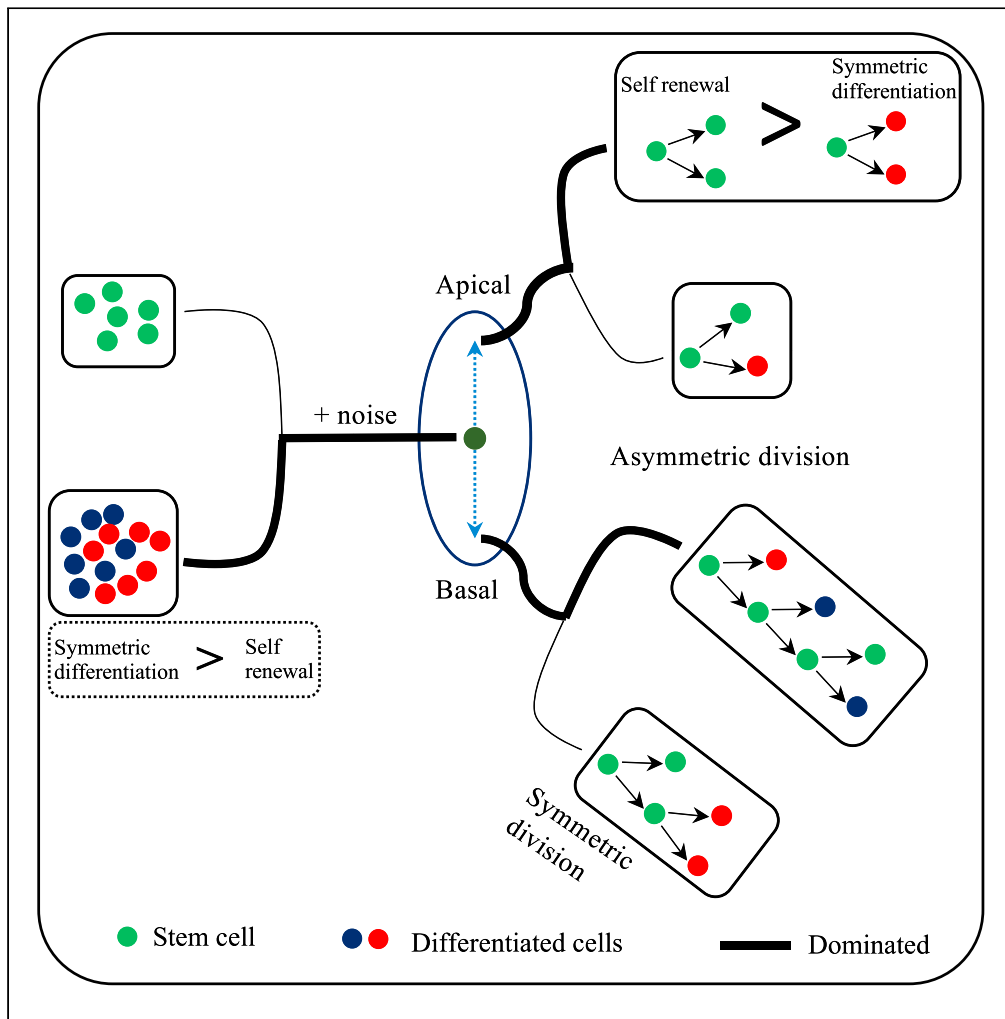 Self renewal
>
Symmetric
differentiation
Apical
+ noise
Asymmetric division
Basal
Symmetric
differentiation
>
Self
renewal
Symmetric
division
Stem cell
Differentiated cells
Dominated